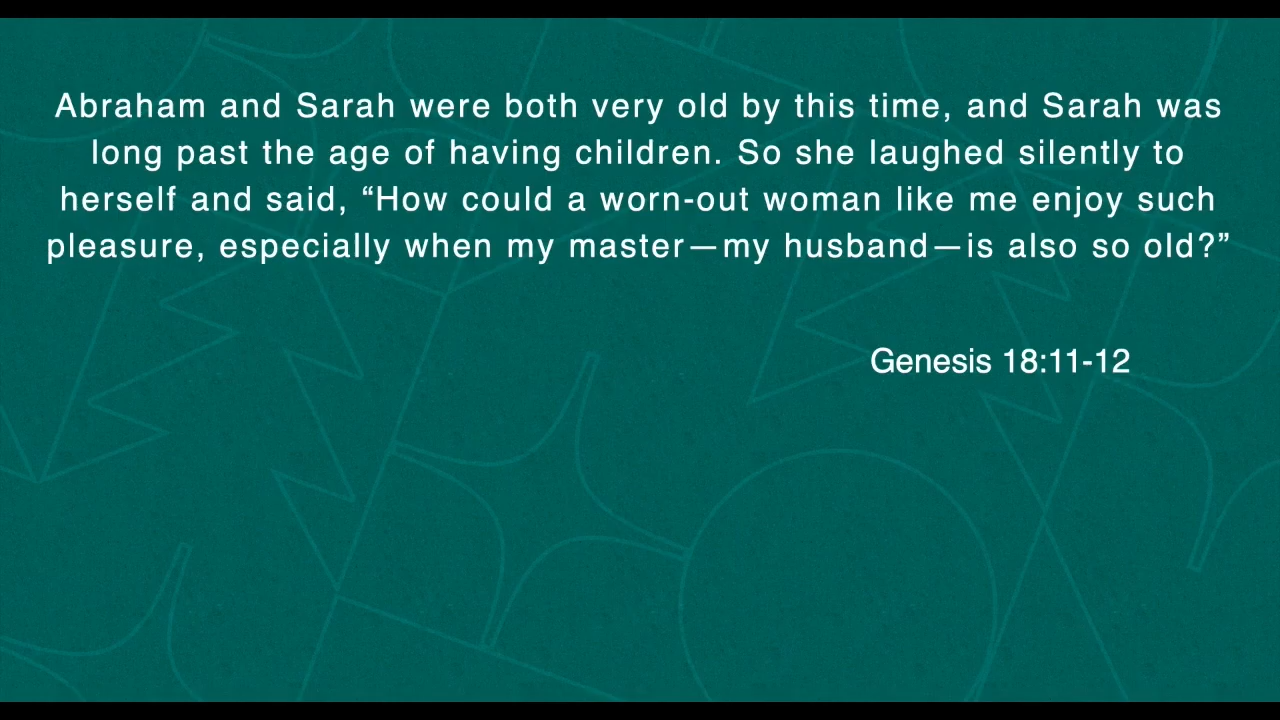 Abraham and Sarah were both very old by this time, and Sarah was
long past the age of having children. So she laughed silently to
herself and said, “How could a worn-out woman like me enjoy such
pleasure, especially when my master—my husband—is also so old?”
Genesis 18:11-12